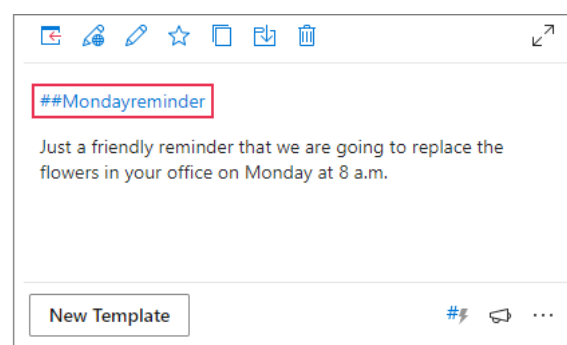 ##Mondayreminder
Just a friendly reminder that we are going to replace the
flowers in your office on Monday at 8 a.m.
New Template